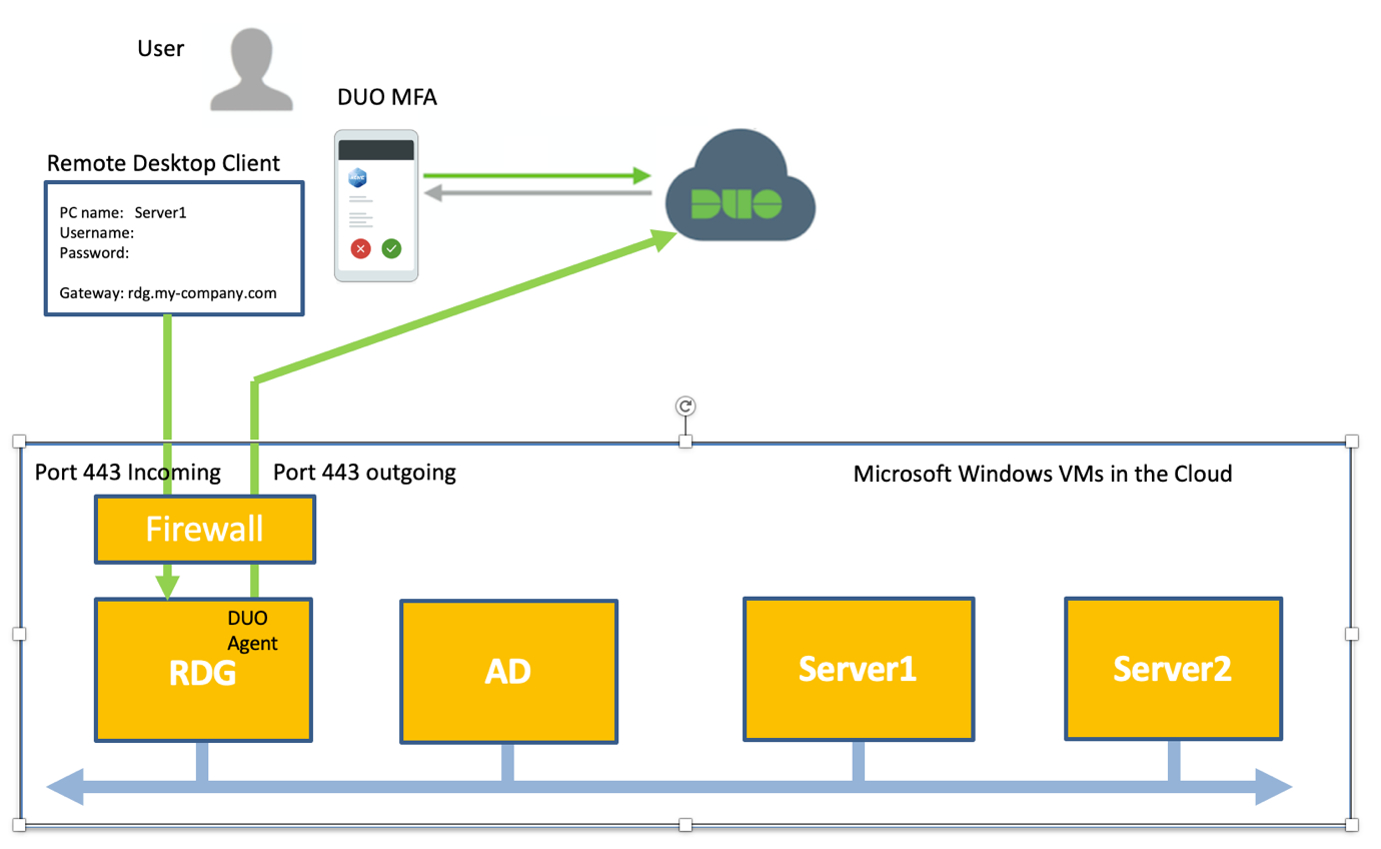 User
DUO MFA
Remote Desktop Client
PC name: Server1
Username:
Password:
Gateway: rdg.my-company.com
DUO
Port 443 Incoming
Port 443 outgoing
Microsoft Windows VMs in the Cloud
Firewall
DUO
Agent
RDG
AD
Server1
Server2